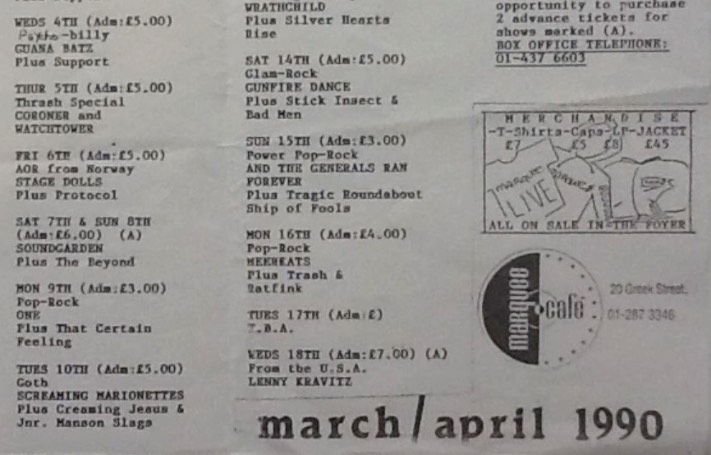 WEDS 4TH (Adm:£5.00)
Psycho-billy
GUANA BATZ
Plus Support
THUR 5TH (Adm:£5.00)
Thrash Special
CORONER and
WATCHTOWER
FRI 6TH (Adm:£5.00)
AOR from Norway
STAGE DOLLS
Plus Protocol
SAT 7TH & SUN 8TH
(Adm:£6.00) (A)
SOUNDGARDEN
Plus The Beyond
MON 9TH (Adm:£3.00)
Pop-Rock
ONE
Plus That Certain
Feeling
TUES 10TH (Adm:£5.00)
Goth
SCREAMING MARIONETTES
Plus Creaming Jesus &
Jnr. Manson Slags
WRATHCHILD
Plus Silver Hearts
Rise
SAT 14TH (Adm:£5.00)
Glam-Rock
GUNFIRE DANCE
Plus Stick Insect &
Bad Men
SUN 15TH (Adm:£3.00)
Power Pop-Rock
AND THE GENERALS RAN
FOREVER
Plus Tragic Roundabout
Ship of Fools
MON 16TH (Adm:£4.00)
Pop-Rock
MEERKATS
Plus Trash &
Ratfink
TUES 17TH (Adm:£)
T.B.A.
WEDS 18TH (Adm:£7.00) (A)
From the U.S.A.
LENNY KRAVITZ
opportunity to purchase
2 advance tickets for
shows marked (A).
BOX OFFICE TELEPHONE:
01-437 6603
MERCHANDISE
-T-Shirts-Caps-LP-JACKET
£7 £5 £8 £45
marquee
LIVE
ALL ON SALE IN THE FOYER
marquee
café
20 Greek Street,
01-287 3346
march/april 1990